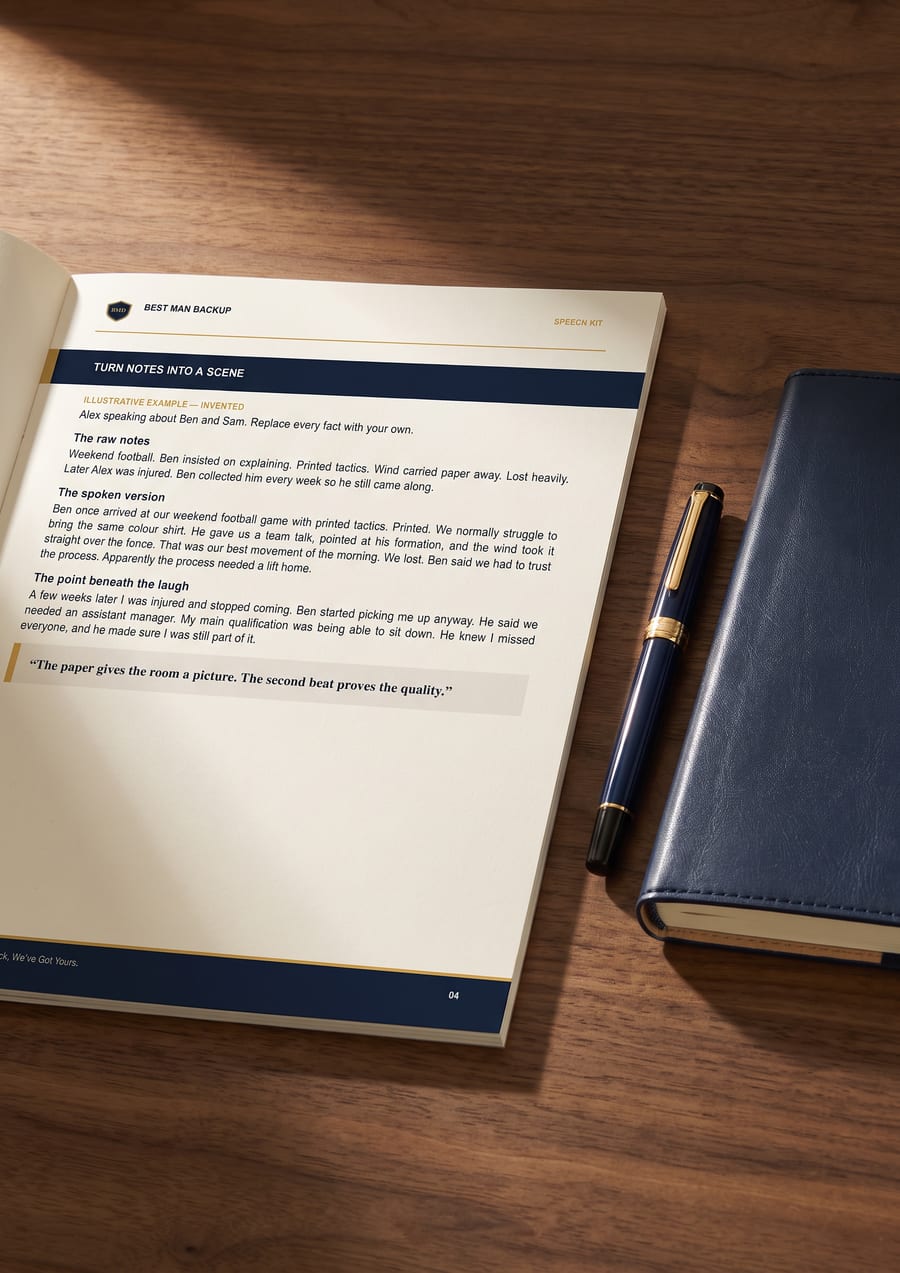 BMD
BEST MAN BACKUP
SPEECN KIT
TURN NOTES INTO A SCENE
ILLUSTRATIVE EXAMPLE — INVENTED
Alex speaking about Ben and Sam. Replace every fact with your own.
The raw notes
Weekend football. Ben insisted on explaining. Printed tactics. Wind carried paper away. Lost heavily.
Later Alex was injured. Ben collected him every week so he still came along.
The spoken version
Ben once arrived at our weekend football game with printed tactics. Printed. We normally struggle to
bring the same colour shirt. He gave us a team talk, pointed at his formation, and the wind took it
straight over the fonce. That was our best movement of the morning. We lost. Ben said we had to trust
the process. Apparently the process needed a lift home.
The point beneath the laugh
A few weeks later I was injured and stopped coming. Ben started picking me up anyway. He said we
needed an assistant manager. My main qualification was being able to sit down. He knew I missed
everyone, and he made sure I was still part of it.
“The paper gives the room a picture. The second beat proves the quality.”
ck, We've Got Yours.
04